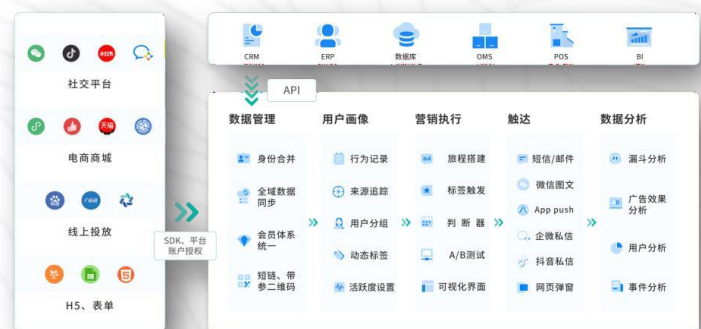 小红书
社交平台
天猫
电商商城
线上投放
H5、表单
SDK、平台
账户授权
CRM
ERP
数据库
OMS
POS
BI
API
数据管理
身份合并
全域数据
同步
会员体系
统一
短链、带
参二维码
用户画像
行为记录
来源追踪
用户分组
动态标签
活跃度设置
营销执行
旅程搭建
标签触发
判断器
A/B测试
可视化界面
触达
短信/邮件
微信图文
App push
企微私信
抖音私信
网页弹窗
数据分析
漏斗分析
广告效果
分析
用户分析
事件分析